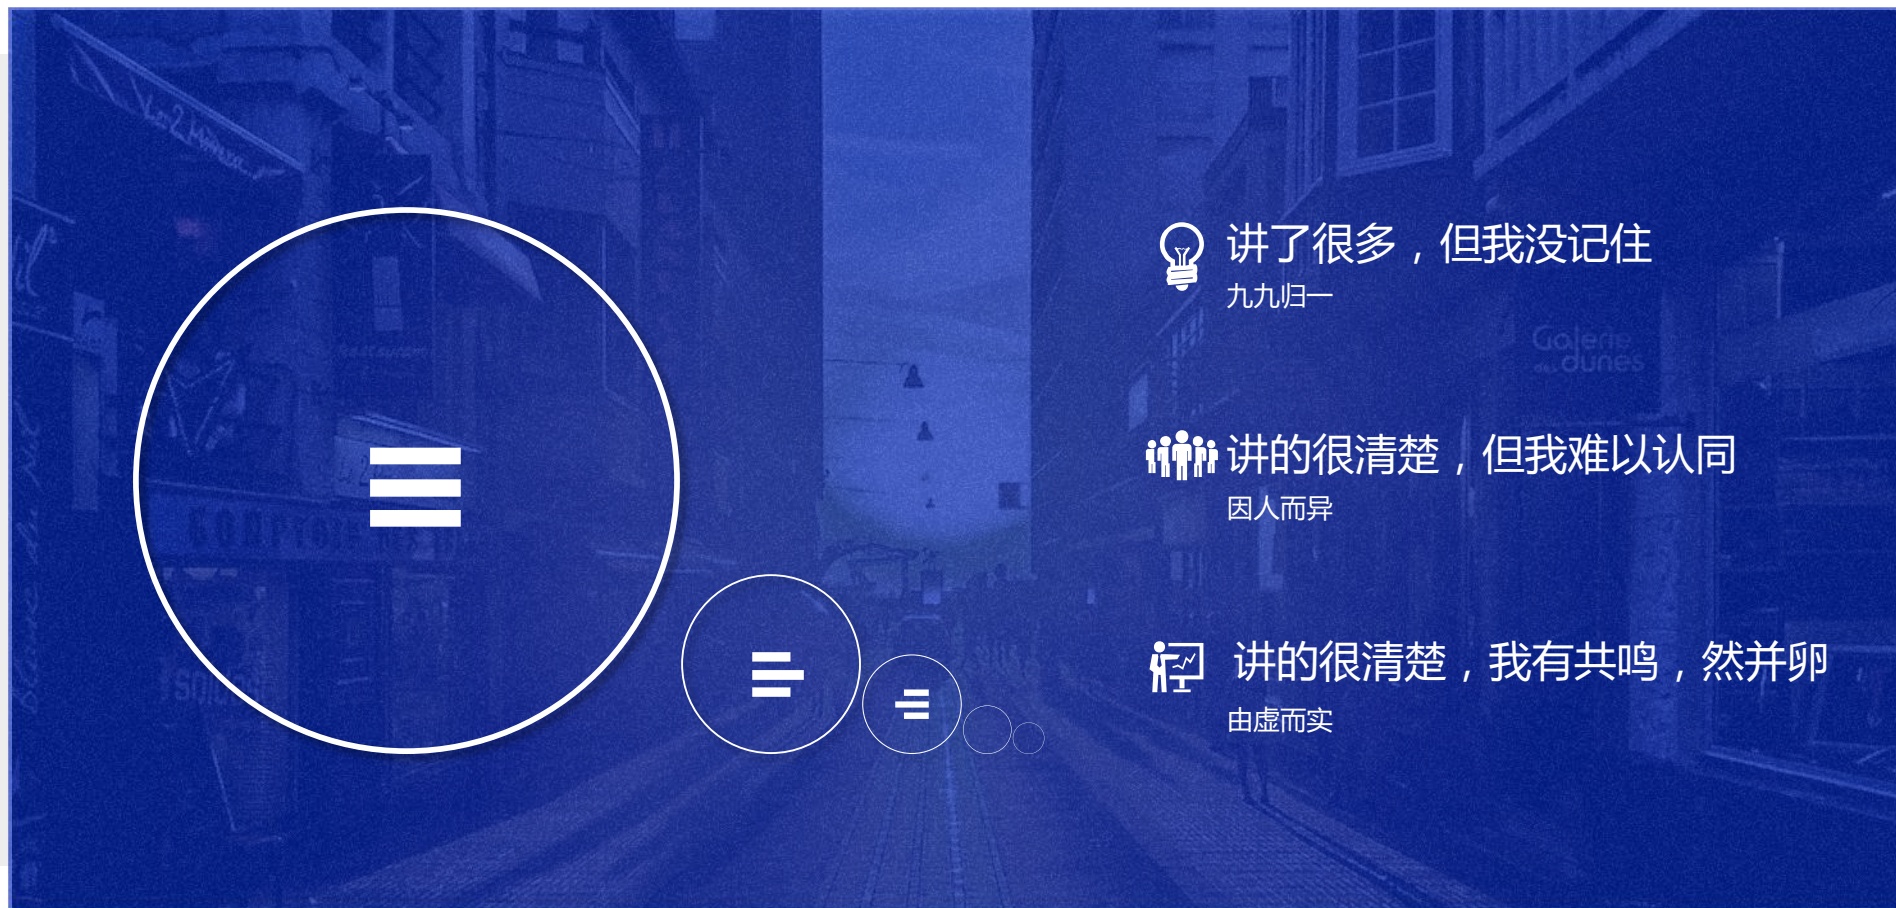 讲了很多，但我没记住
九九归一
讲的很清楚，但我难以认同
因人而异
讲的很清楚，我有共鸣，然并卵
由虚而实
Galerie
dunes